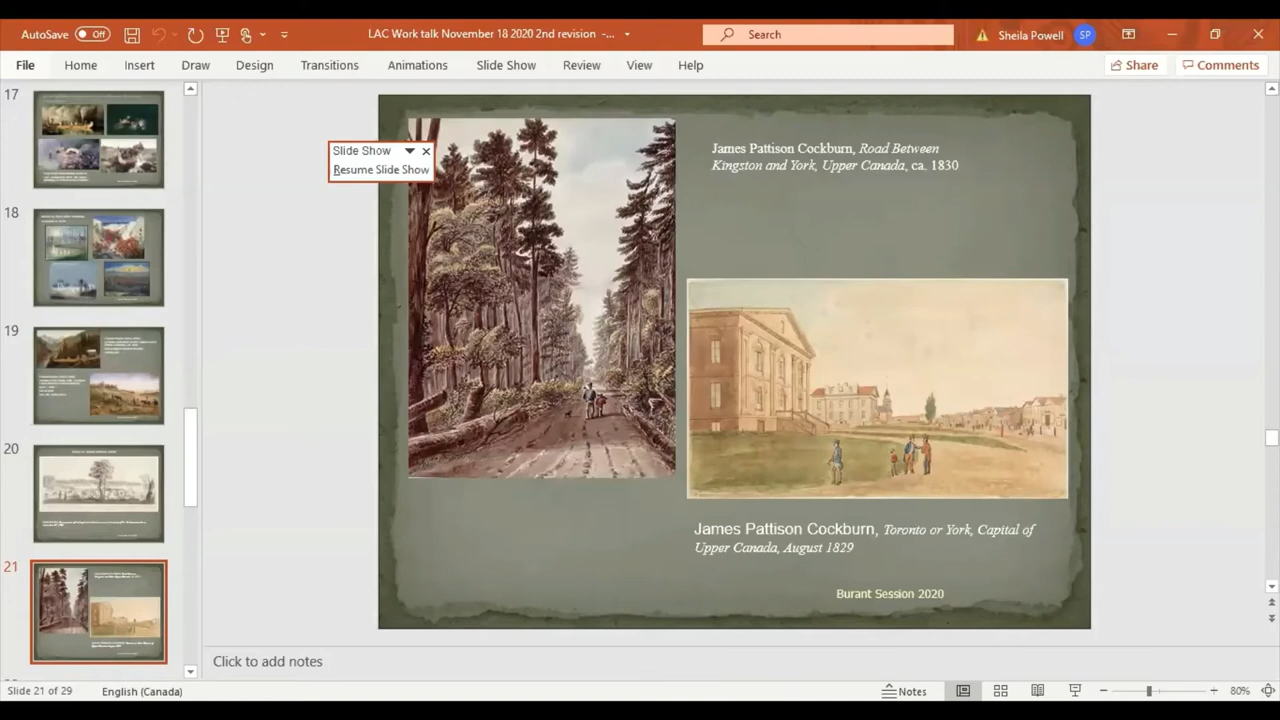 AutoSave Off
LAC Work talk November 18 2020 2nd revision -...
Search
Sheila Powell SP
File Home Insert Draw Design Transitions Animations Slide Show Review View Help
Share Comments
17
18
19
20
21
Slide Show
Resume Slide Show
James Pattison Cockburn, Road Between
Kingston and York, Upper Canada, ca. 1830
James Pattison Cockburn, Toronto or York, Capital of
Upper Canada, August 1829
Burant Session 2020
Click to add notes
Slide 21 of 29 English (Canada) Notes 80%